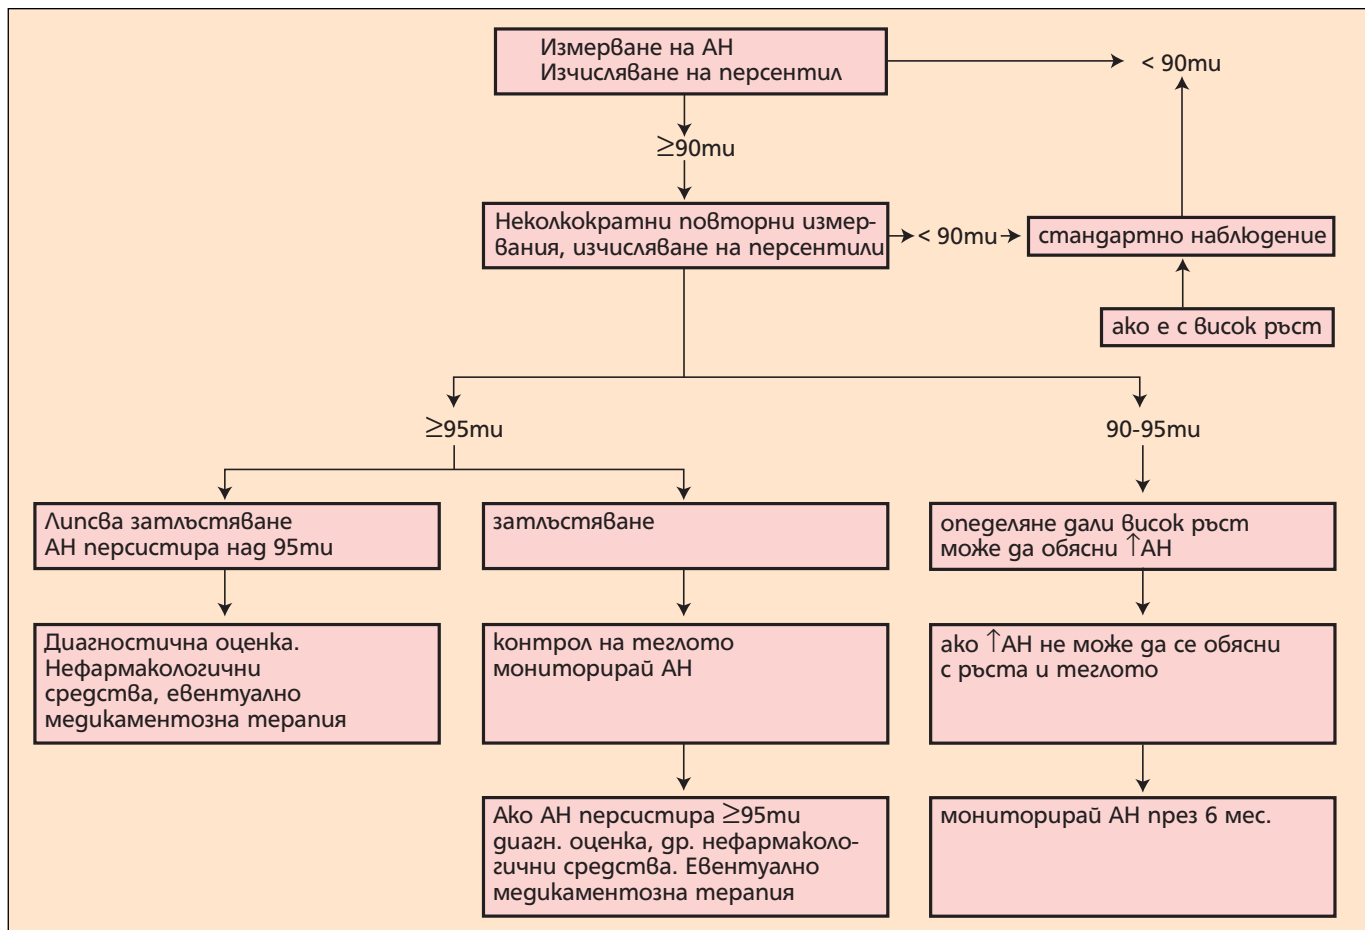 Измерване на АН
Изчисляване на персентил
< 90ти
≥90ти
Неколкократни повторни измер-
вания, изчисляване на персентили
< 90ти
стандартно наблюдение
ако е с висок ръст
≥95ти
90-95ти
Липсва затлъстяване
АН персистира над 95ти
затлъстяване
опеделяне дали висок ръст
може да обясни ↑АН
Диагностична оценка.
Нефармакологични
средства, евентуално
медикаментозна терапия
контрол на теглото
мониторирай АН
ако ↑АН не може да се обясни
с ръста и теглото
Ако АН персистира ≥95ти
диагн. оценка, др. нефармаколо-
гични средства. Евентуално
медикаментозна терапия
мониторирай АН през 6 мес.